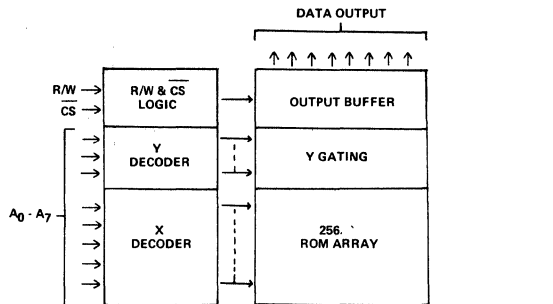 DATA OUTPUT
R/W
CS
R/W & CS
LOGIC
OUTPUT BUFFER
Y
DECODER
Y GATING
A0 - A7
X
DECODER
256.
ROM ARRAY